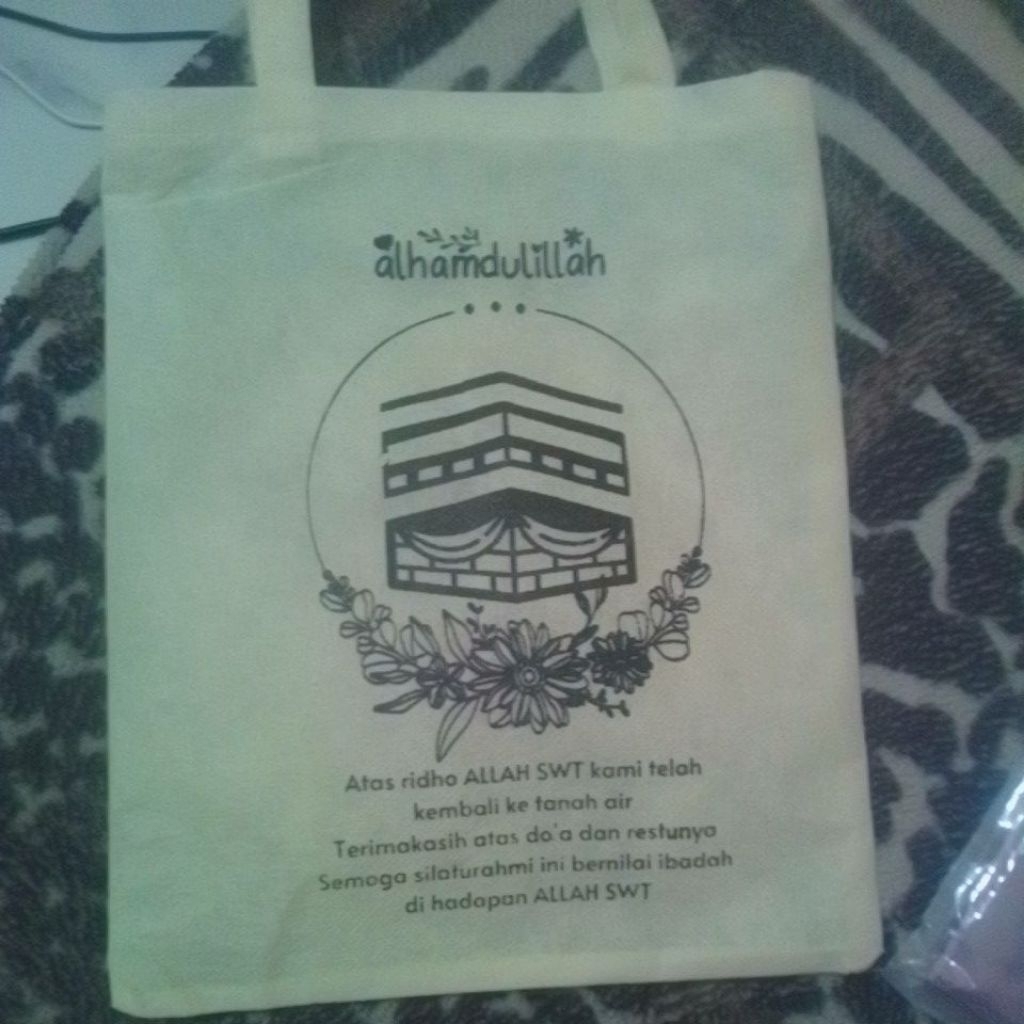 alhamdulillah
Atas ridho ALLAH SWT kami telah
kembali ke tanah air
Terimakasih atas do'a dan restunya
Semoga silaturahmi ini bernilai ibadah
di hadapan ALLAH SWT